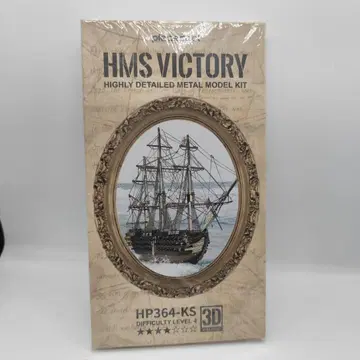 HMS VICTORY
HIGHLY DETAILED METAL MODEL KIT
HP364-KS
DIFFICULTY LEVEL 4
3D